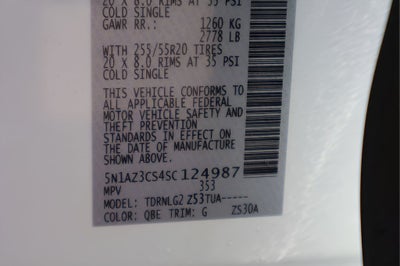 20 X 8.0 RIMS AT 35 PSI
COLD SINGLE
GAWR RR.: 1260 KG
2778 LB
WITH 255/55R20 TIRES
20 X 8.0 RIMS AT 35 PSI
COLD SINGLE
THIS VEHICLE CONFORMS TO
ALL APPLICABLE FEDERAL
MOTOR VEHICLE SAFETY AND
THEFT PREVENTION
STANDARDS IN EFFECT ON
THE DATE OF MANUFACTURE
SHOWN ABOVE.
5N1AZ3CS4SC 124987
MPV 353
MODEL: TDRNLG2 Z53TUA-----
COLOR: QBE TRIM: G ZS30A